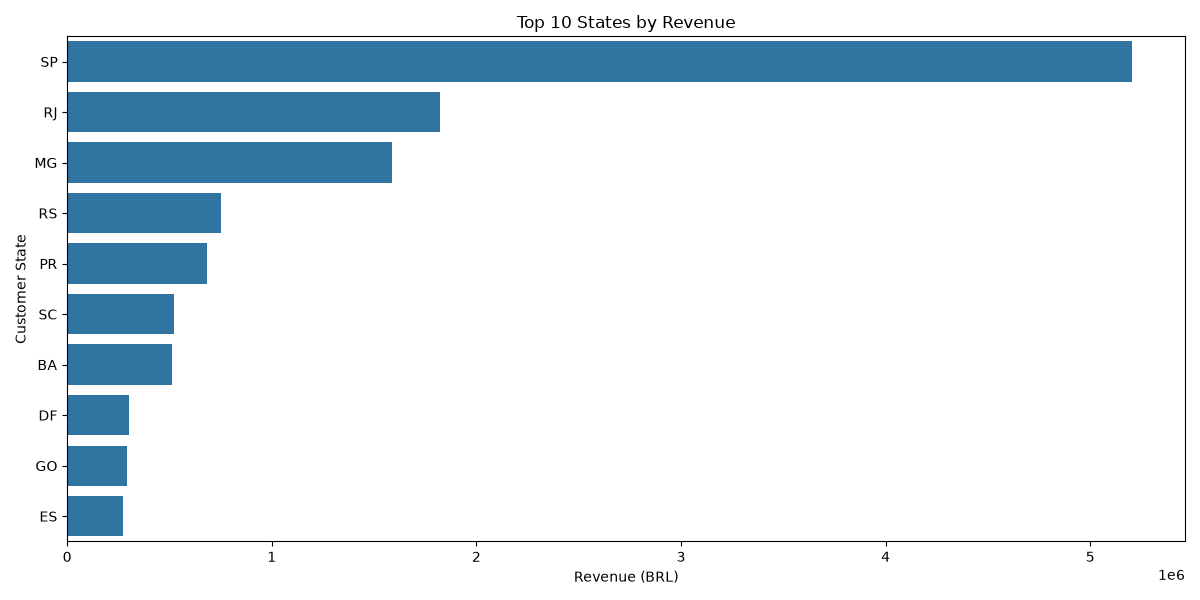 Top 10 States by Revenue
Customer State
SP
RJ
MG
RS
PR
SC
BA
DF
GO
ES
0 1 2 3 4 5
1e6
Revenue (BRL)